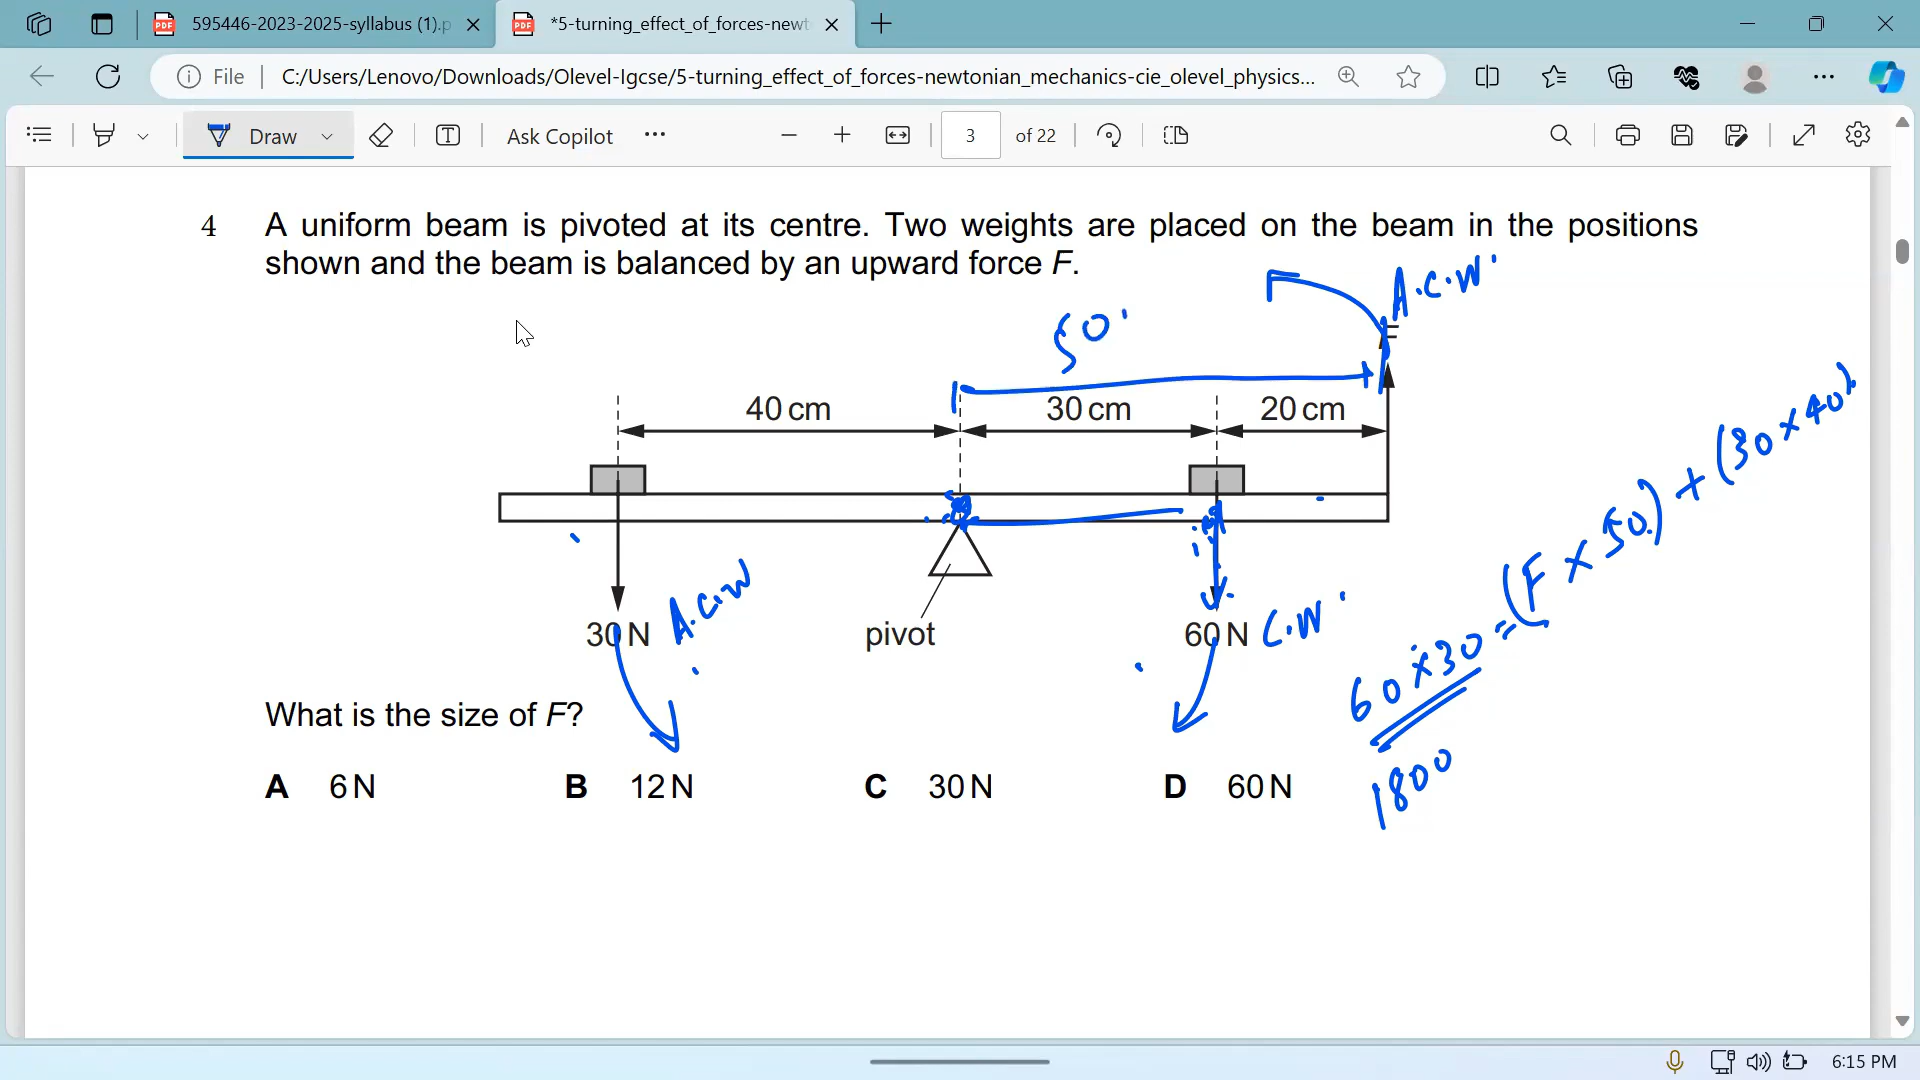 595446-2023-2025-syllabus (1).p
*5-turning_effect_of_forces-newt
File
C:/Users/Lenovo/Downloads/Olevel-Igcse/5-turning_effect_of_forces-newtonian_mechanics-cie_olevel_physics...
Draw
Ask Copilot
3 of 22
4 A uniform beam is pivoted at its centre. Two weights are placed on the beam in the positions
shown and the beam is balanced by an upward force F.
A.C.W.
50
F
40 cm 30 cm 20 cm
60 x 30 = (F x 50) + (30 x 40)
1800
A.C.W
30 N pivot 60 N C.W.
What is the size of F?
A 6 N B 12 N C 30 N D 60 N
6:15 PM